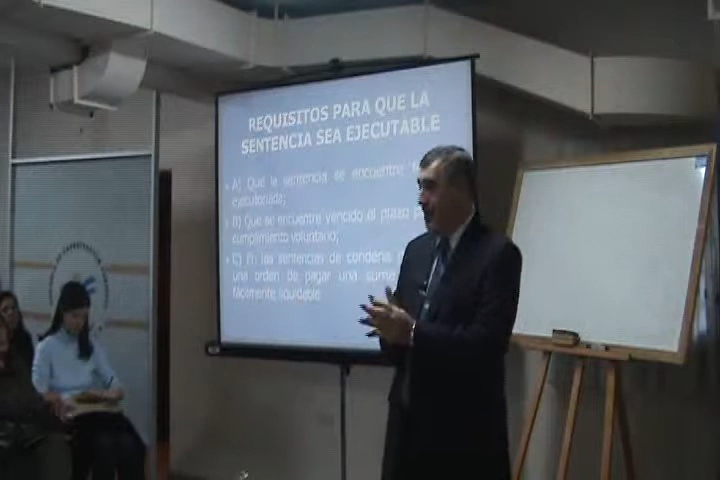 REQUISITOS PARA QUE LA
SENTENCIA SEA EJECUTABLE
A) Que la sentencia se encuentre
ejecutoriada;
B) Que se encuentre vencido el plazo
cumplimiento voluntario;
C) En las sentencias de condena
una orden de pagar una suma
fácilmente liquidable